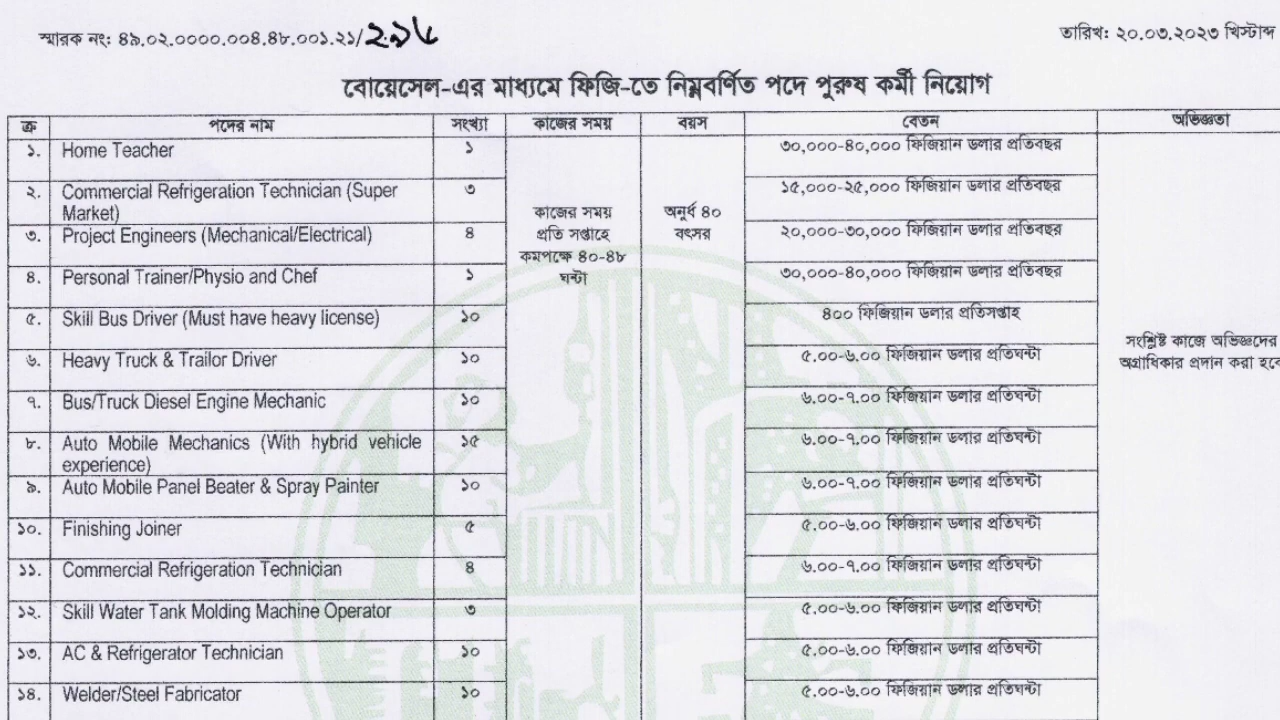 স্মারক নং: ৪৯.০২.০০০০.০০৪.৪৮.০০১.২১/২৯৮
তারিখ: ২০.০৩.২০২৩ খিস্টাব্দ
বোয়েসেল-এর মাধ্যমে ফিজি-তে নিম্নবর্ণিত পদে পুরুষ কর্মী নিয়োগ
ক্র পদের নাম সংখ্যা কাজের সময় বয়স বেতন অভিজ্ঞতা
১. Home Teacher ১ ৩০,০০০-৪০,০০০ ফিজিয়ান ডলার প্রতিবছর
২. Commercial Refrigeration Technician (Super ৩ ১৫,০০০-২৫,০০০ ফিজিয়ান ডলার প্রতিবছর
Market)
কাজের সময়
প্রতি সপ্তাহে
কমপক্ষে ৪০-৪৮
ঘন্টা
অনুর্ধ ৪০
বৎসর
৩. Project Engineers (Mechanical/Electrical) ৪ ২০,০০০-৩০,০০০ ফিজিয়ান ডলার প্রতিবছর
৪. Personal Trainer/Physio and Chef ১ ৩০,০০০-৪০,০০০ ফিজিয়ান ডলার প্রতিবছর
৫. Skill Bus Driver (Must have heavy license) ১০ ৪০০ ফিজিয়ান ডলার প্রতিসপ্তাহ
সংশ্লিষ্ট কাজে অভিজ্ঞদের
অগ্রাধিকার প্রদান করা হবে
৬. Heavy Truck & Trailor Driver ১০ ৫.০০-৬.০০ ফিজিয়ান ডলার প্রতিঘন্টা
৭. Bus/Truck Diesel Engine Mechanic ১০ ৬.০০-৭.০০ ফিজিয়ান ডলার প্রতিঘন্টা
৮. Auto Mobile Mechanics (With hybrid vehicle ১৫ ৬.০০-৭.০০ ফিজিয়ান ডলার প্রতিঘন্টা
experience)
৯. Auto Mobile Panel Beater & Spray Painter ১০ ৬.০০-৭.০০ ফিজিয়ান ডলার প্রতিঘন্টা
১০. Finishing Joiner ৫ ৫.০০-৬.০০ ফিজিয়ান ডলার প্রতিঘন্টা
১১. Commercial Refrigeration Technician ৪ ৬.০০-৭.০০ ফিজিয়ান ডলার প্রতিঘন্টা
১২. Skill Water Tank Molding Machine Operator ৩ ৫.০০-৬.০০ ফিজিয়ান ডলার প্রতিঘন্টা
১৩. AC & Refrigerator Technician ১০ ৫.০০-৬.০০ ফিজিয়ান ডলার প্রতিঘন্টা
১৪. Welder/Steel Fabricator ১০ ৫.০০-৬.০০ ফিজিয়ান ডলার প্রতিঘন্টা